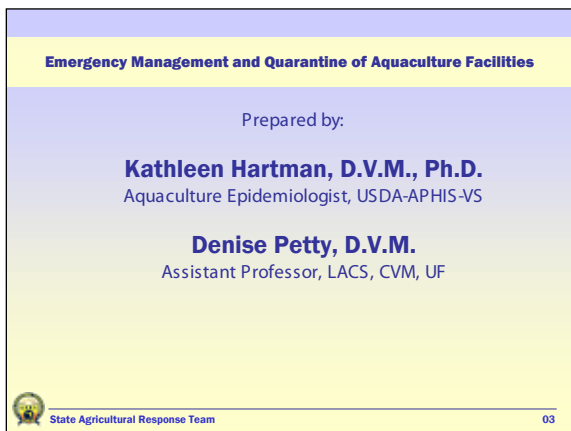 Emergency Management and Quarantine of Aquaculture Facilities
Prepared by:
Kathleen Hartman, D.V.M., Ph.D.
Aquaculture Epidemiologist, USDA-APHIS-VS
Denise Petty, D.V.M.
Assistant Professor, LACS, CVM, UF
State Agricultural Response Team 03